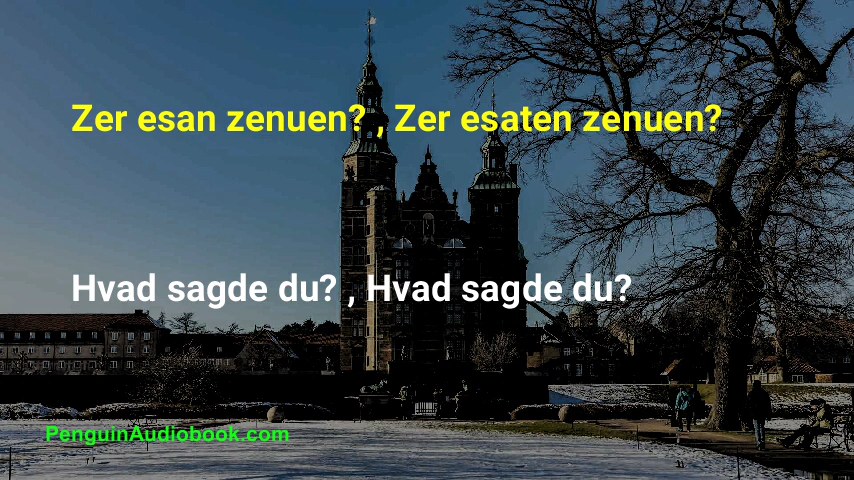 Zer esan zenuen? , Zer esaten zenuen?
Hvad sagde du? , Hvad sagde du?
PenguinAudiobook.com